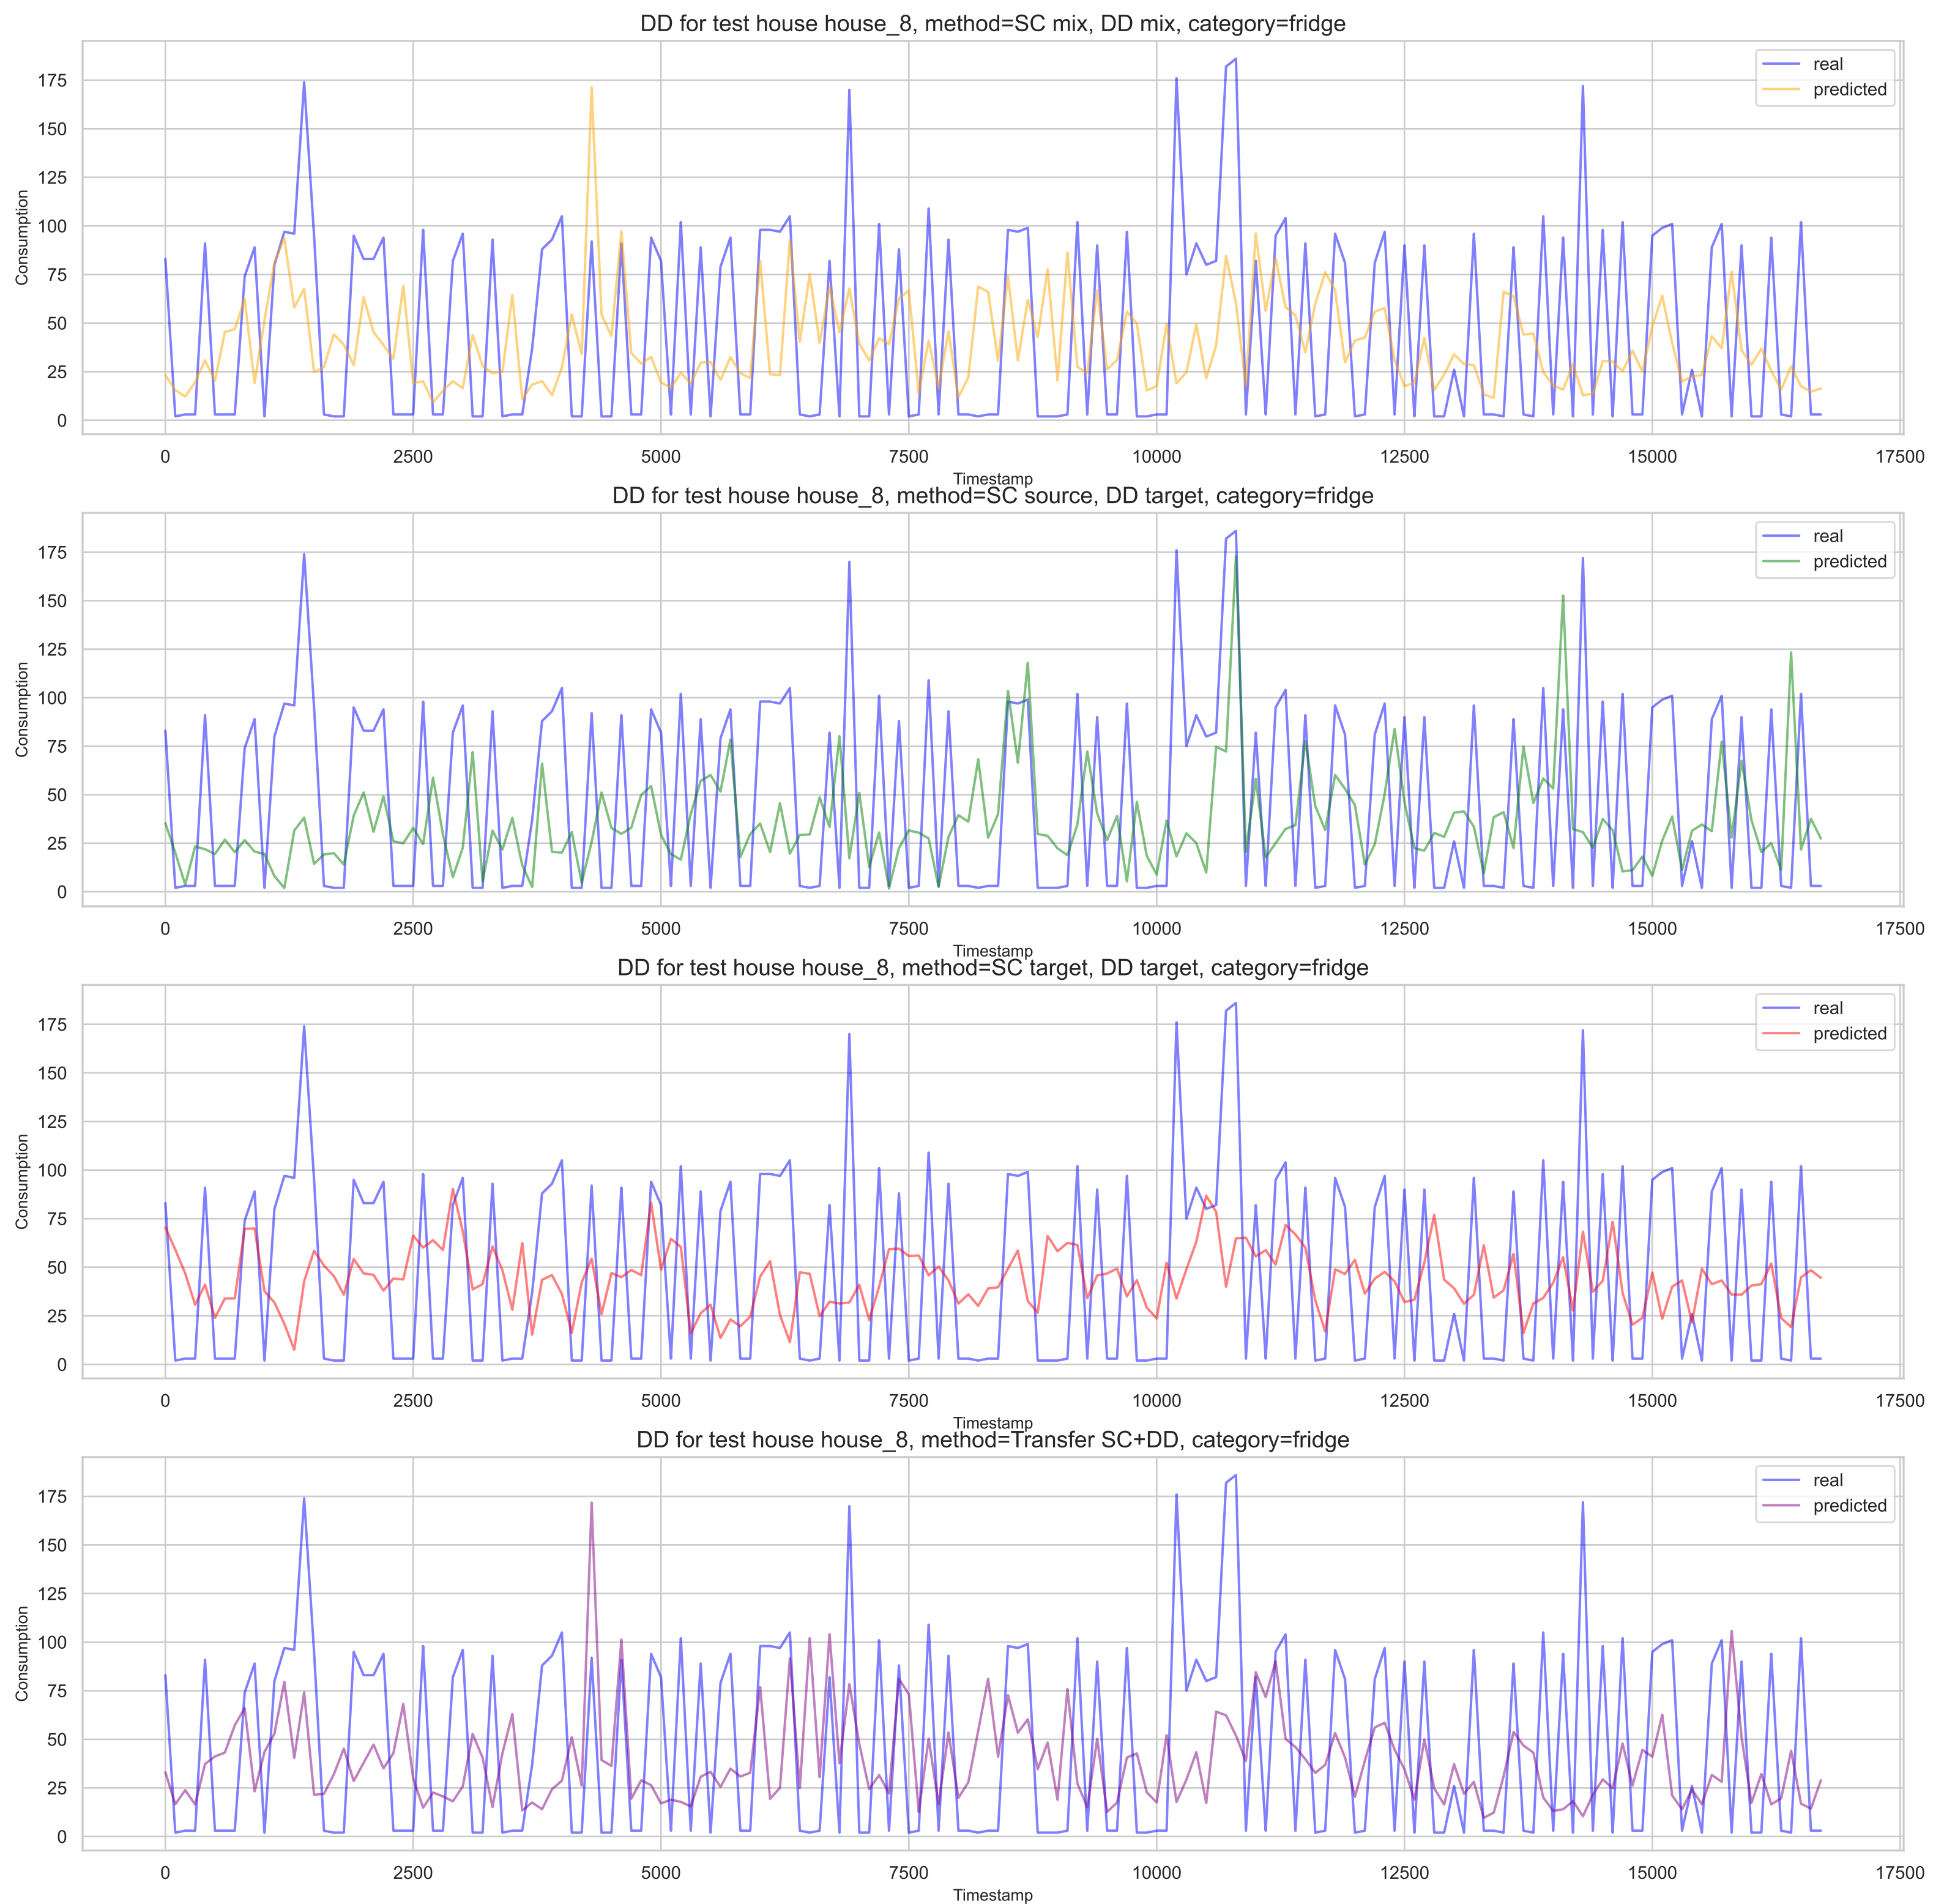 DD for test house house_8, method=SC mix, DD mix, category=fridge
real
predicted
Consumption
175
150
125
100
75
50
25
0
0 2500 5000 7500 10000 12500 15000 17500
Timestamp
DD for test house house_8, method=SC source, DD target, category=fridge
real
predicted
Consumption
175
150
125
100
75
50
25
0
0 2500 5000 7500 10000 12500 15000 17500
Timestamp
DD for test house house_8, method=SC target, DD target, category=fridge
real
predicted
Consumption
175
150
125
100
75
50
25
0
0 2500 5000 7500 10000 12500 15000 17500
Timestamp
DD for test house house_8, method=Transfer SC+DD, category=fridge
real
predicted
Consumption
175
150
125
100
75
50
25
0
0 2500 5000 7500 10000 12500 15000 17500
Timestamp